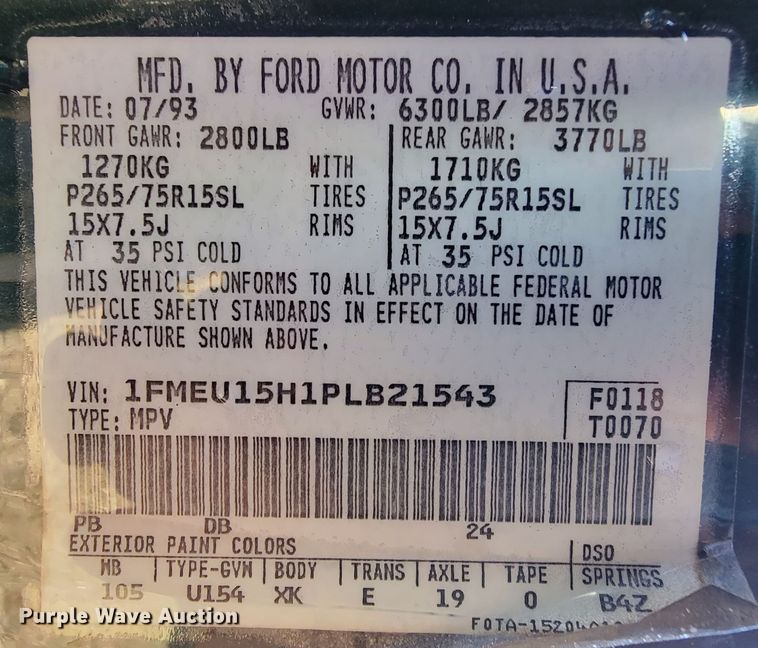 MFD. BY FORD MOTOR CO. IN U.S.A.
DATE: 07/93 GVWR: 6300LB/ 2857KG
FRONT GAWR: 2800LB REAR GAWR: 3770LB
1270KG WITH 1710KG WITH
P265/75R15SL TIRES P265/75R15SL TIRES
15X7.5J RIMS 15X7.5J RIMS
AT 35 PSI COLD AT 35 PSI COLD
THIS VEHICLE CONFORMS TO ALL APPLICABLE FEDERAL MOTOR
VEHICLE SAFETY STANDARDS IN EFFECT ON THE DATE OF
MANUFACTURE SHOWN ABOVE.
VIN: 1FMEU15H1PLB21543 F0118
TYPE: MPV T0070
PB DB 24
EXTERIOR PAINT COLORS DSO
WB TYPE-GVW BODY TRANS AXLE TAPE SPRINGS
105 U154 XK E 19 0 B4Z
Purple Wave Auction